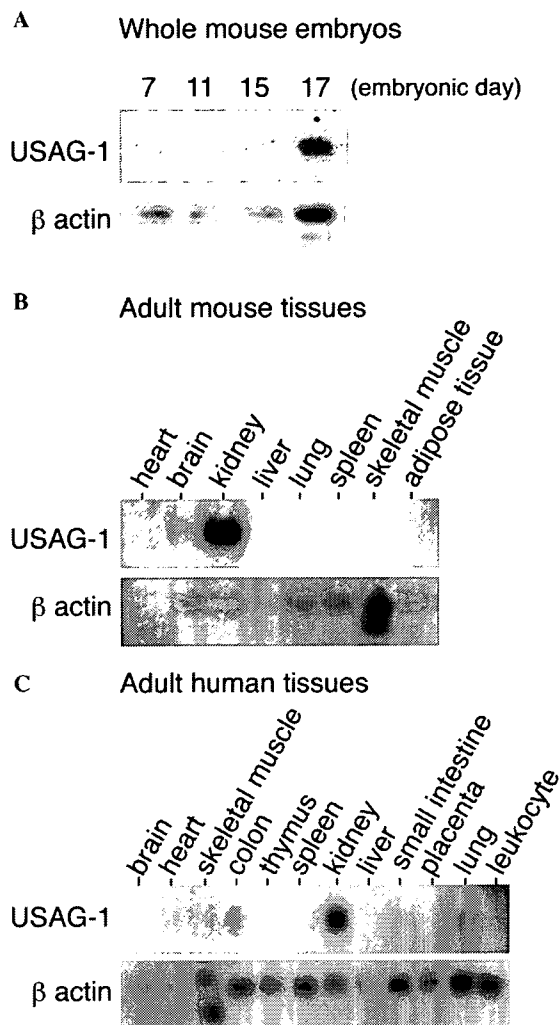 A
Whole mouse embryos
7 11 15 17 (embryonic day)
USAG-1
β actin
B
Adult mouse tissues
heart
brain
kidney
liver
lung
spleen
skeletal muscle
adipose tissue
USAG-1
β actin
C
Adult human tissues
brain
heart
skeletal muscle
colon
thymus
spleen
kidney
liver
small intestine
placenta
lung
leukocyte
USAG-1
β actin